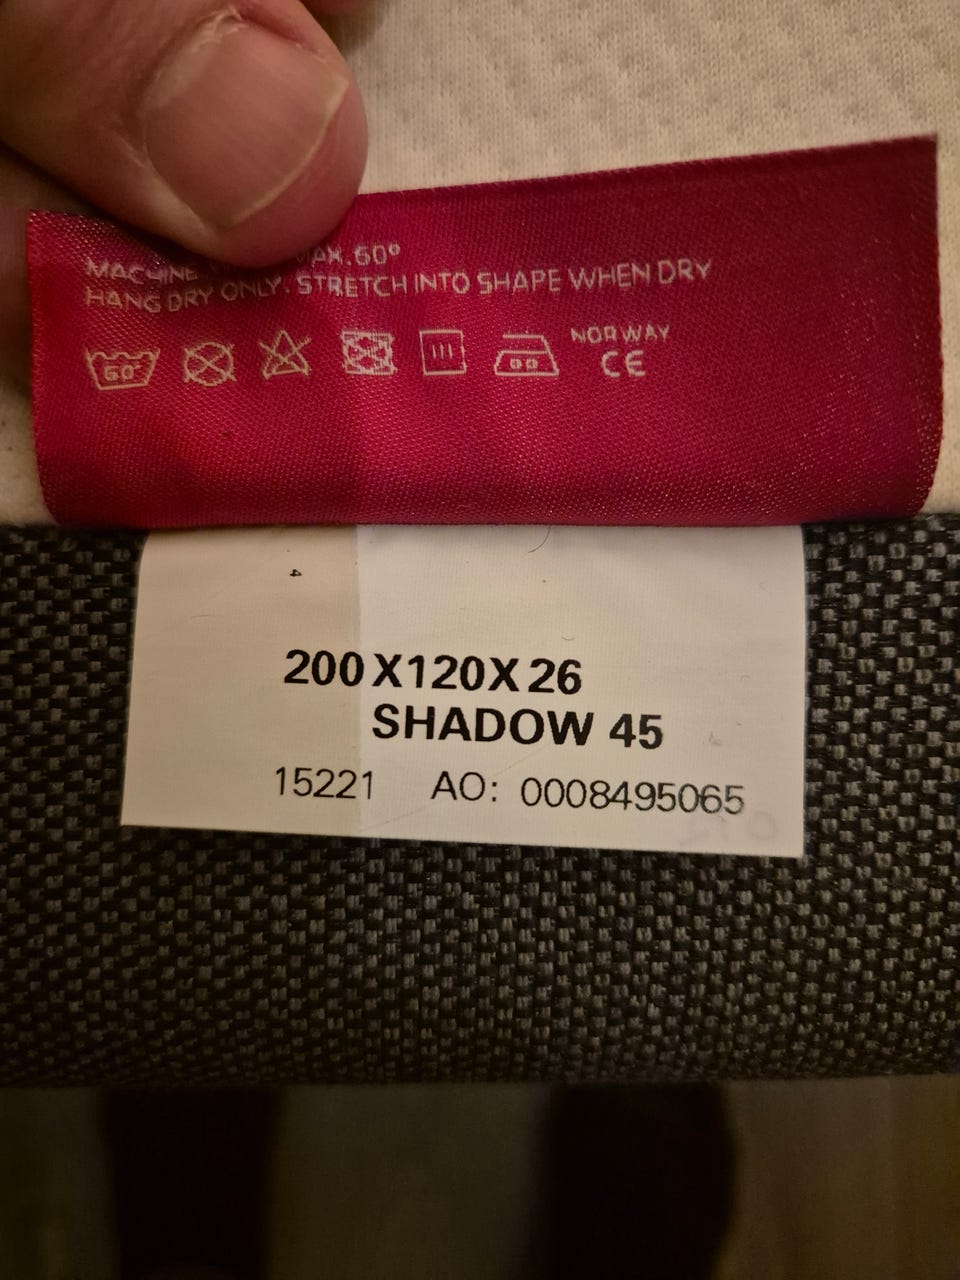 MACHINE MAX.60°
HANG DRY ONLY. STRETCH INTO SHAPE WHEN DRY
60°
NORWAY
CE
200X120X26
SHADOW 45
15221 AO: 0008495065